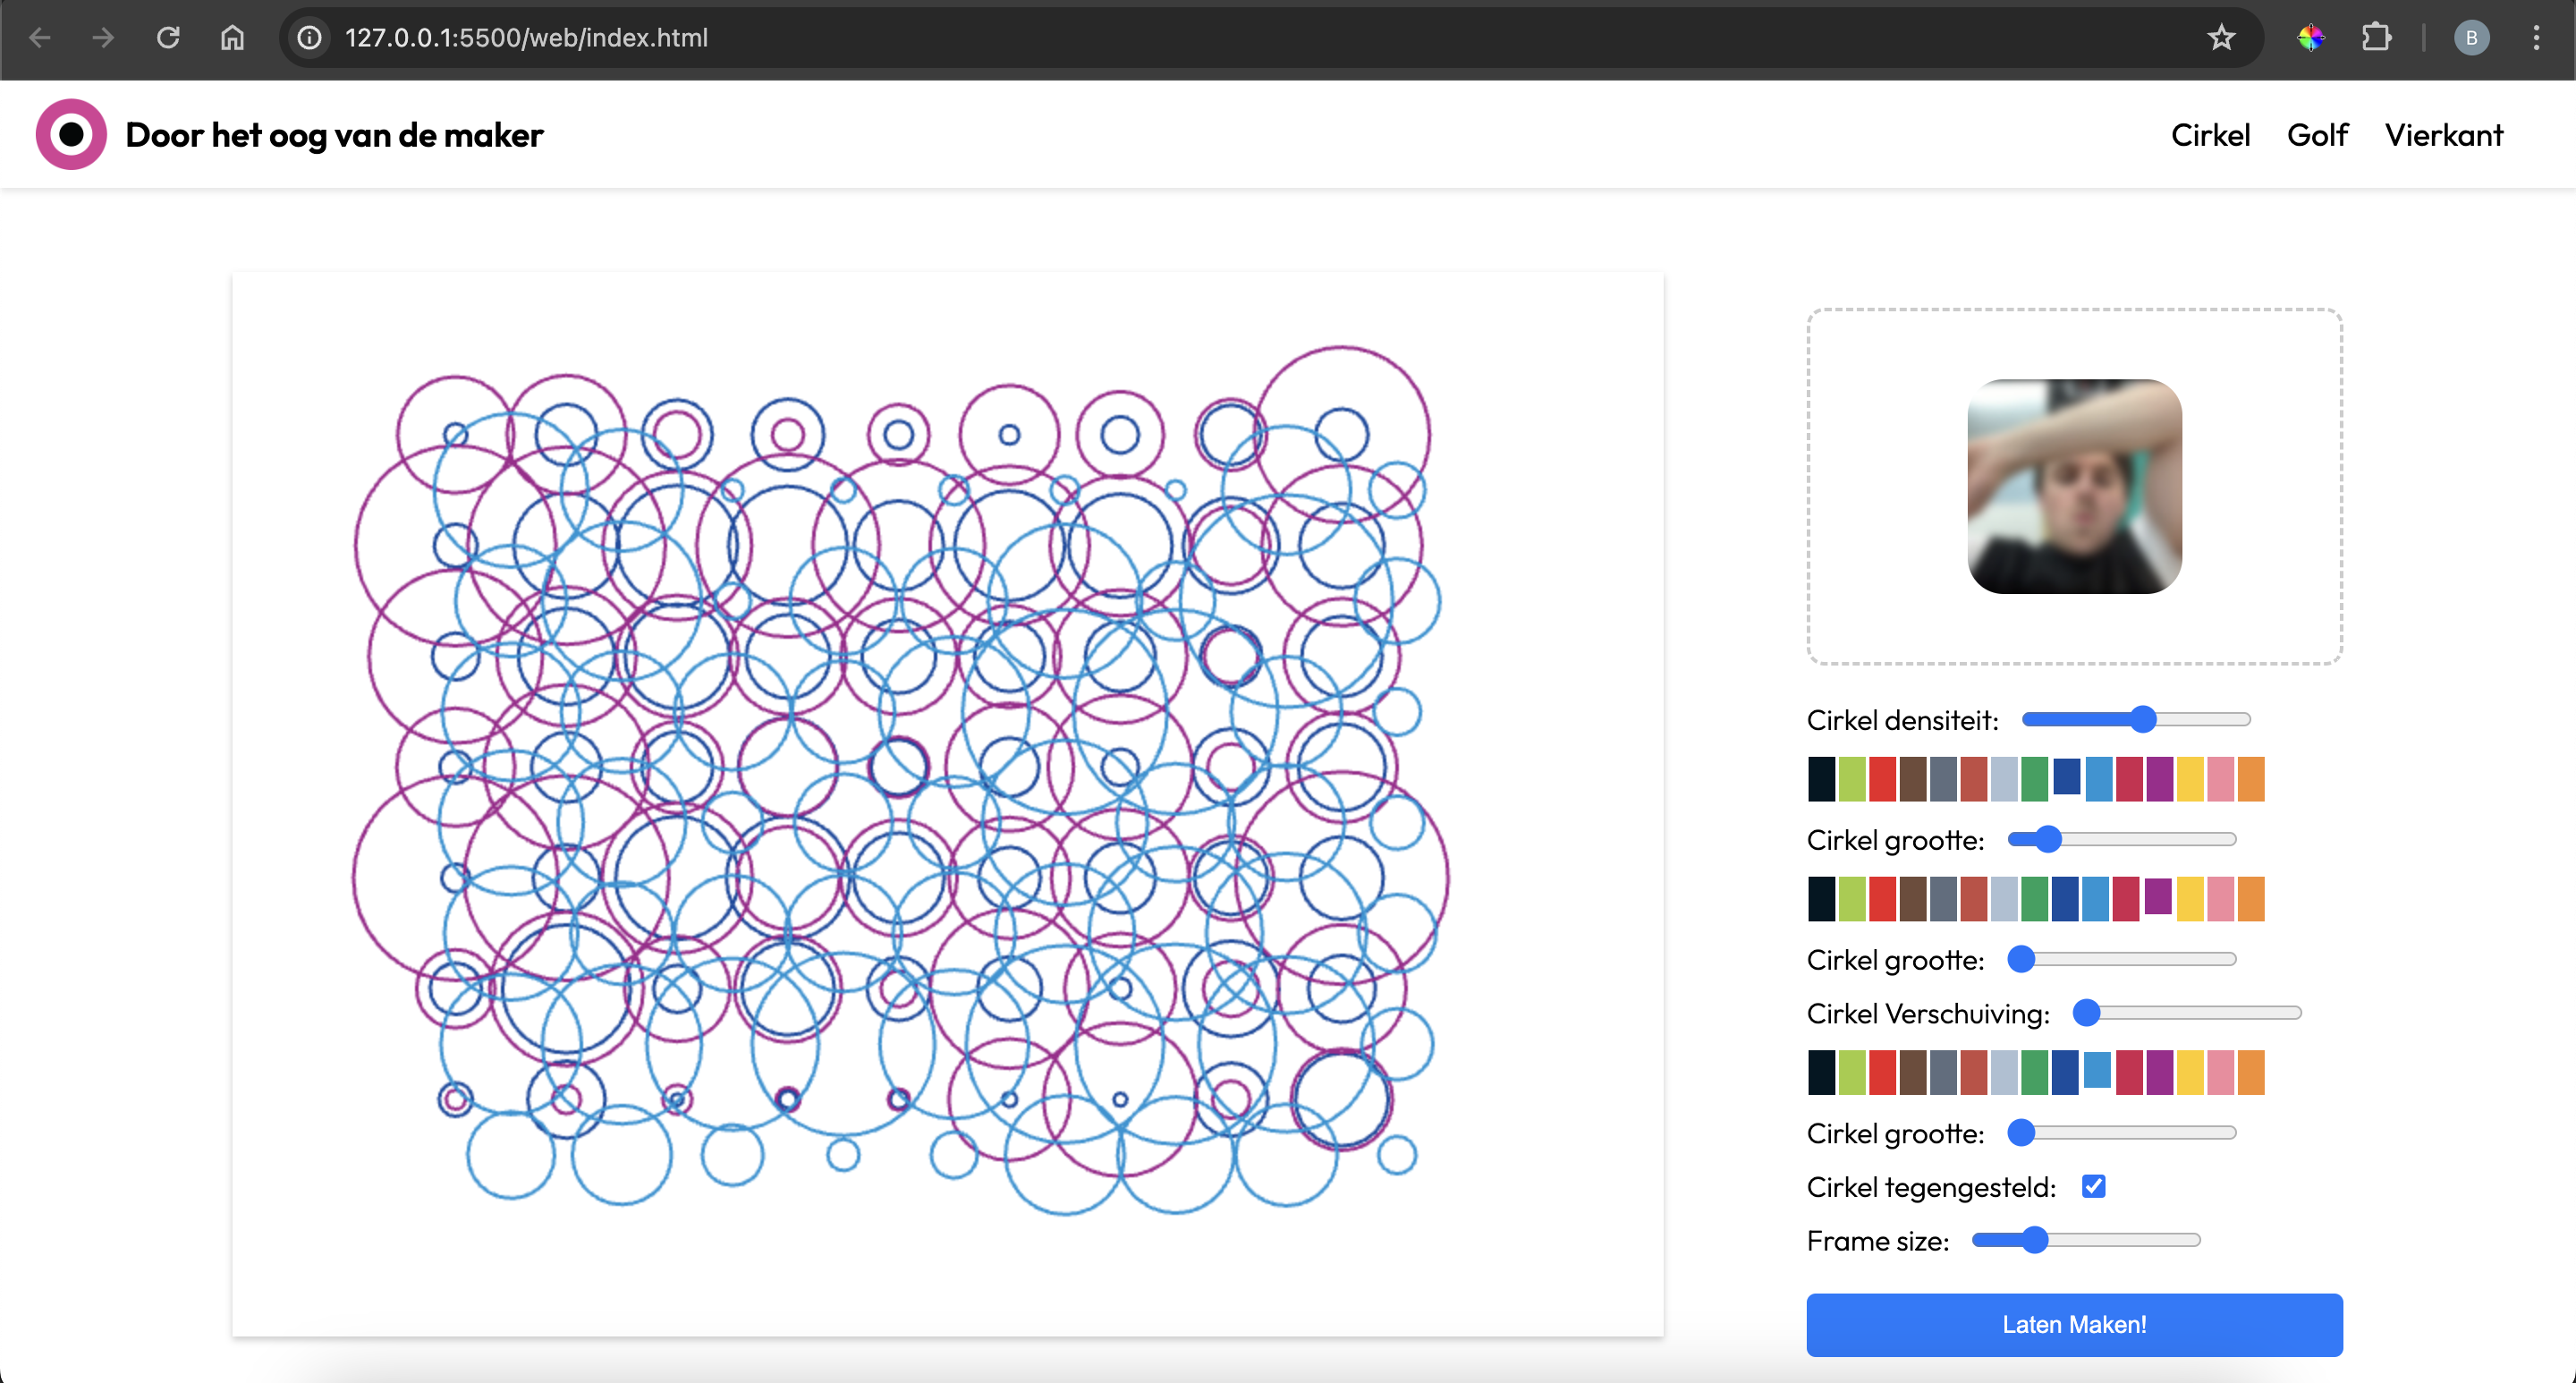 127.0.0.1:5500/web/index.html
B
Door het oog van de maker
Cirkel Golf Vierkant
Cirkel densiteit:
Cirkel grootte:
Cirkel grootte:
Cirkel Verschuiving:
Cirkel grootte:
Cirkel tegengesteld:
Frame size:
Laten Maken!